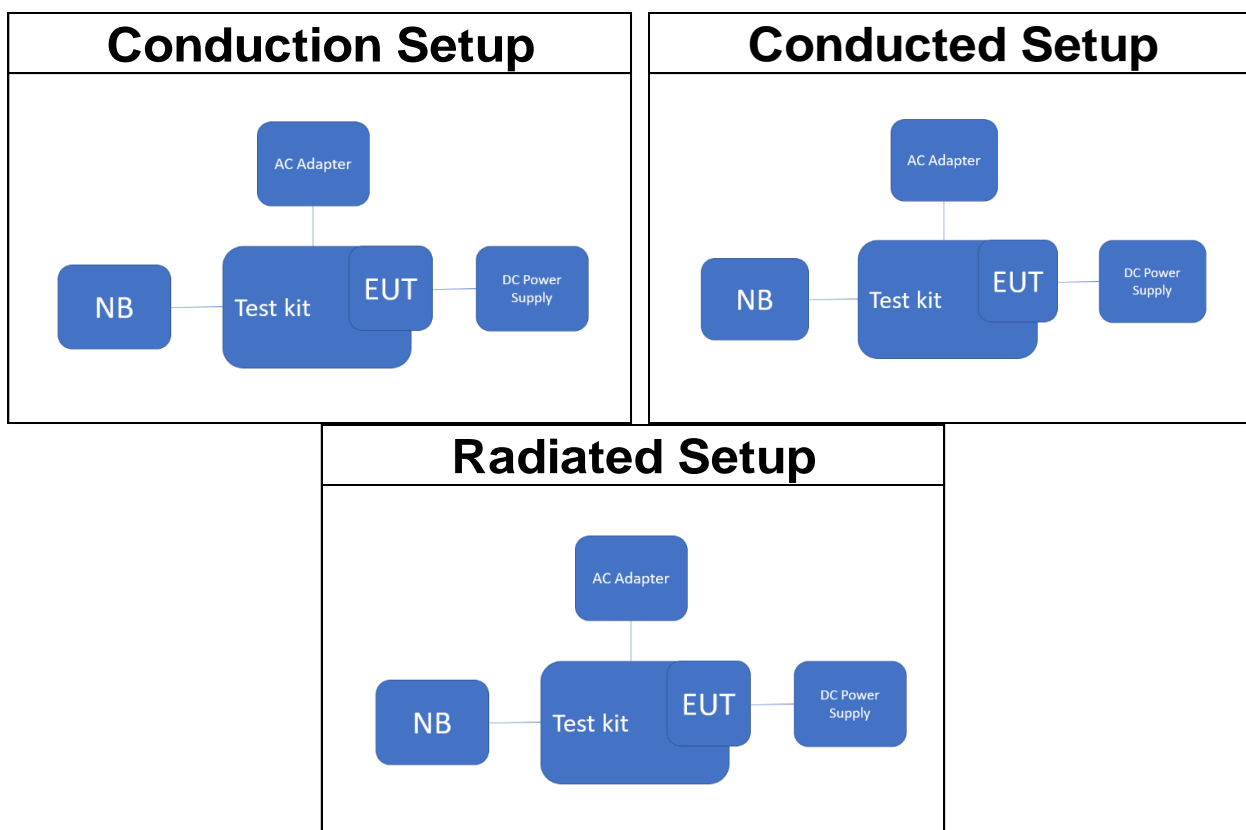 Conduction Setup
AC Adapter
NB
Test kit
EUT
DC Power
Supply
Conducted Setup
AC Adapter
NB
Test kit
EUT
DC Power
Supply
Radiated Setup
AC Adapter
NB
Test kit
EUT
DC Power
Supply